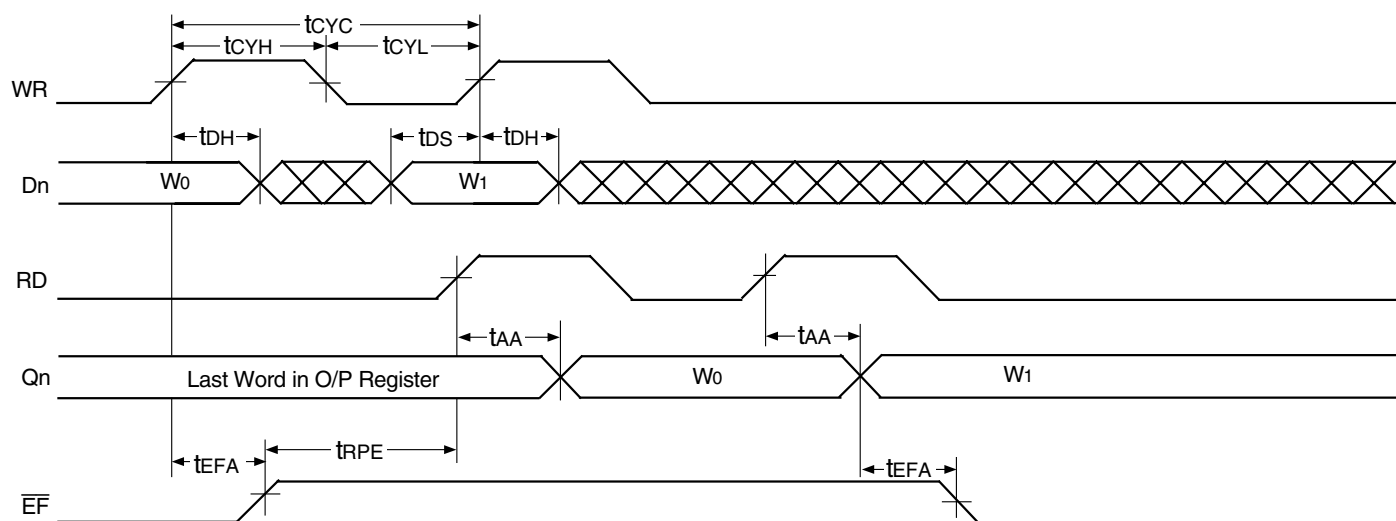 tCYC
tCYH tCYL
WR
tDH tDS tDH
Dn W0 W1
RD
tAA tAA
Qn Last Word in O/P Register W0 W1
tEFA tRPE tEFA
EF